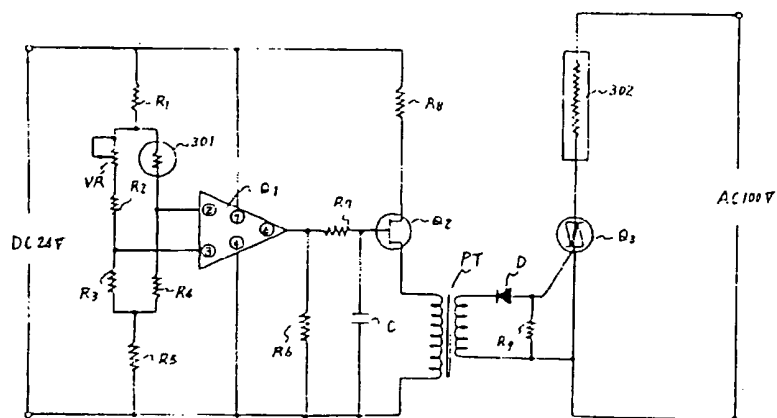 R1
R8
302
301
VR
R2
Q1
R7
Q2
AC100V
2
7
6
DC24V
3
4
Q3
PT
D
R3
R4
C
R6
R9
R5